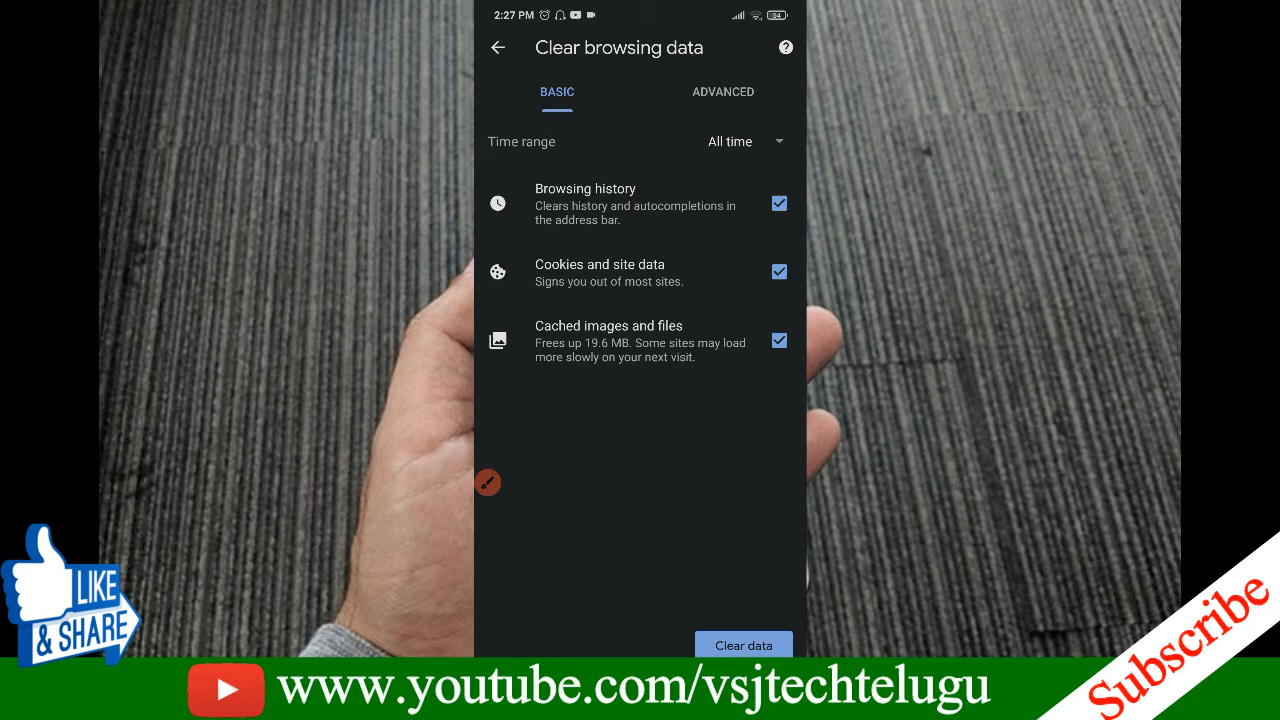 2:27 PM
54
Clear browsing data
BASIC
ADVANCED
Time range
All time
Browsing history
Clears history and autocompletions in
the address bar.
Cookies and site data
Signs you out of most sites.
Cached images and files
Frees up 19.6 MB. Some sites may load
more slowly on your next visit.
Clear data
LIKE
& SHARE
www.youtube.com/vsjtechtelugu
Subscribe